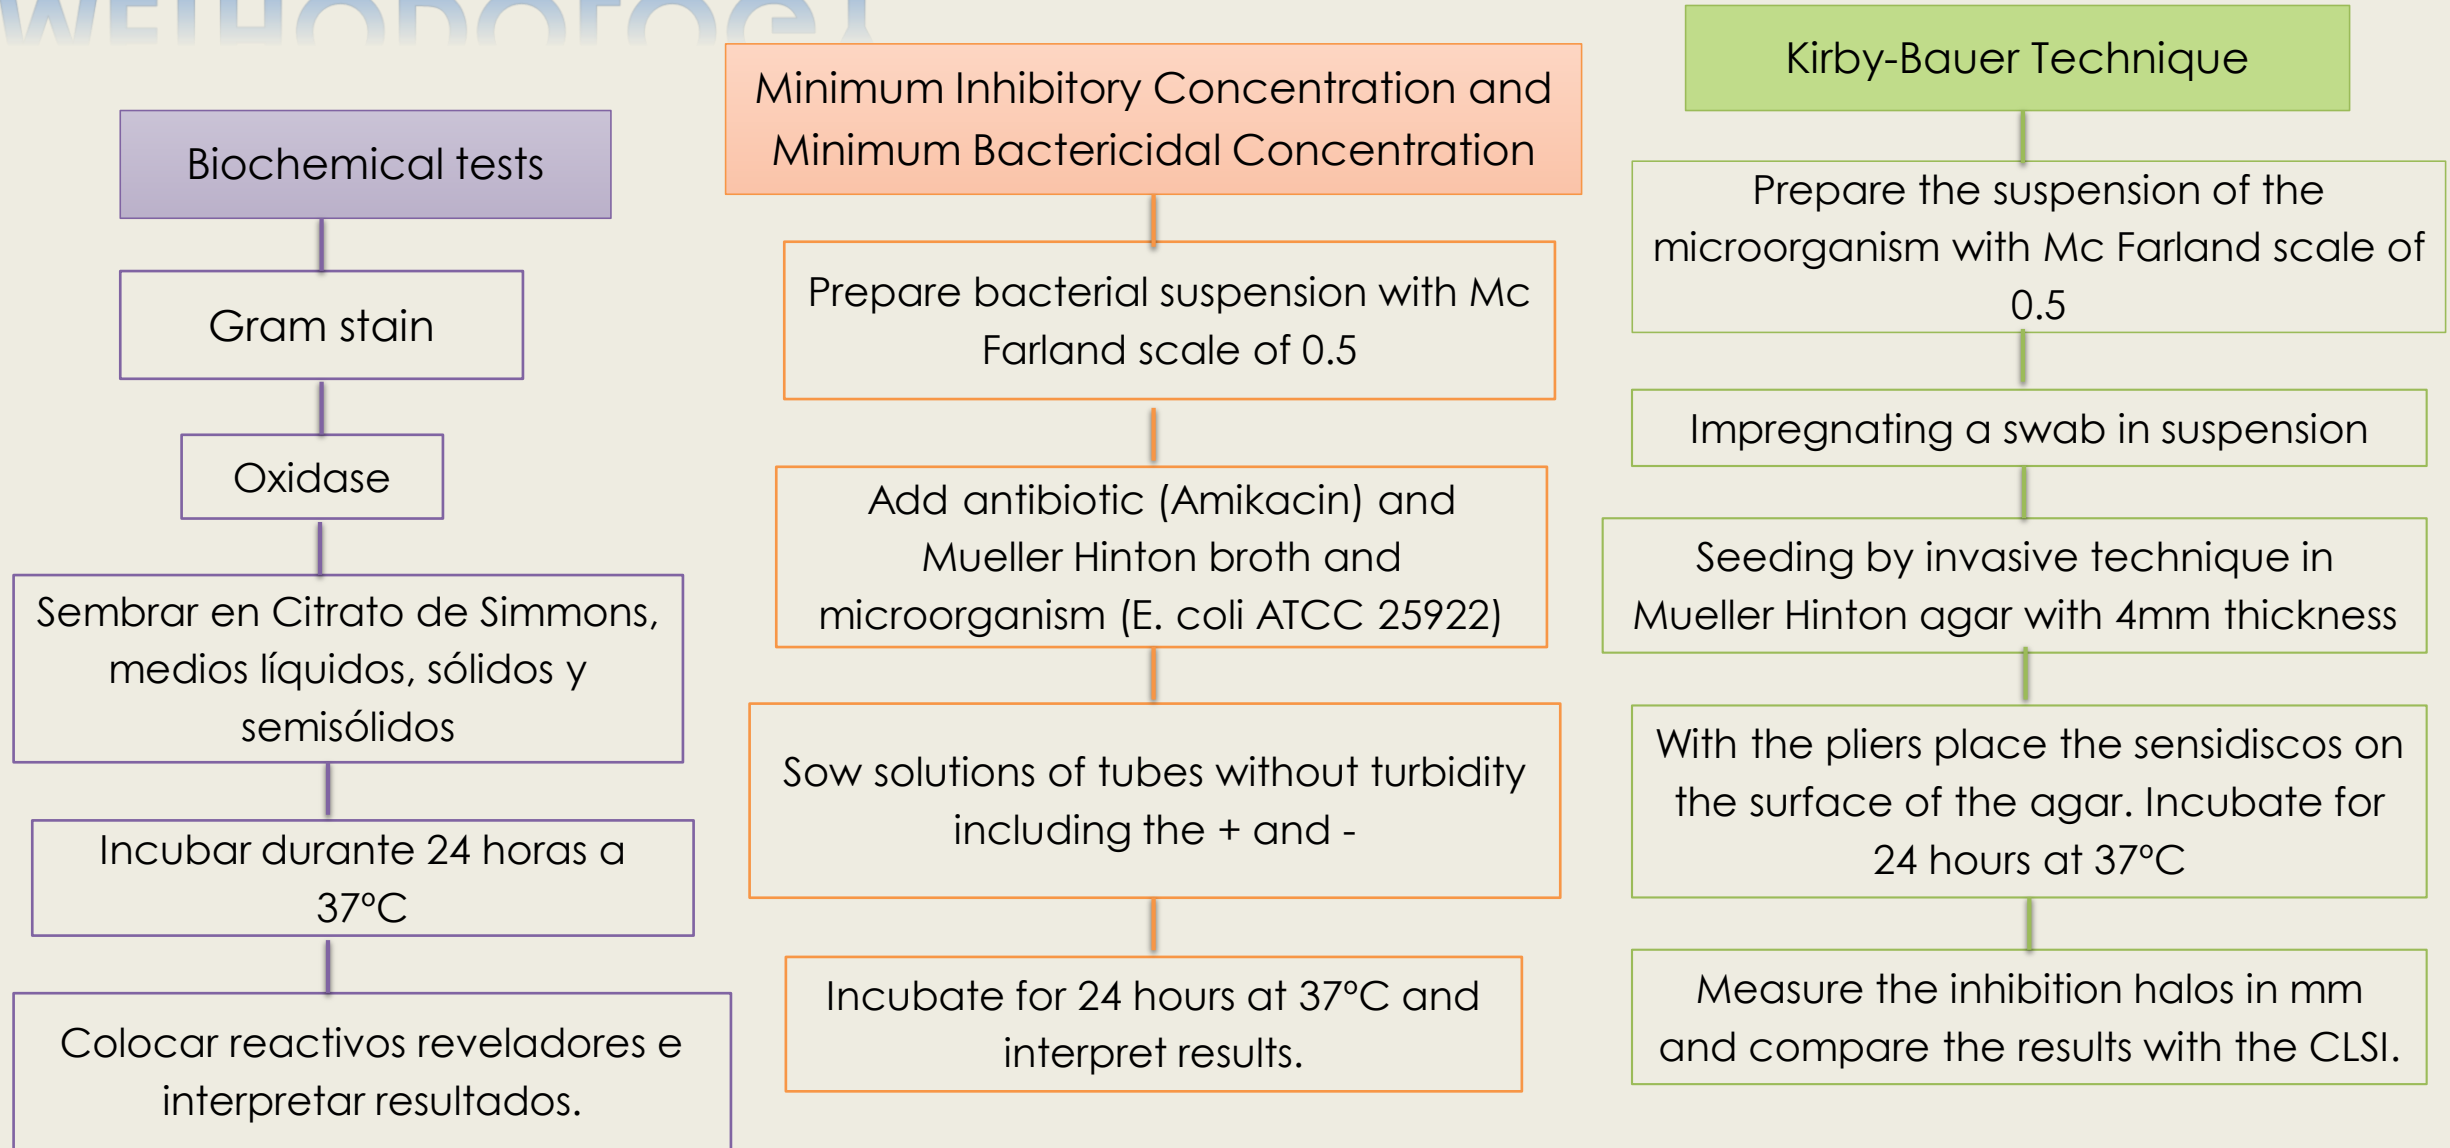 Biochemical tests
Gram stain
Oxidase
Sembrar en Citrato de Simmons,
medios líquidos, sólidos y
semisólidos
Incubar durante 24 horas a
37°C
Colocar reactivos reveladores e
interpretar resultados.
Minimum Inhibitory Concentration and
Minimum Bactericidal Concentration
Prepare bacterial suspension with Mc
Farland scale of 0.5
Add antibiotic (Amikacin) and
Mueller Hinton broth and
microorganism (E. coli ATCC 25922)
Sow solutions of tubes without turbidity
including the + and -
Incubate for 24 hours at 37°C and
interpret results.
Kirby-Bauer Technique
Prepare the suspension of the
microorganism with Mc Farland scale of
0.5
Impregnating a swab in suspension
Seeding by invasive technique in
Mueller Hinton agar with 4mm thickness
With the pliers place the sensidiscos on
the surface of the agar. Incubate for
24 hours at 37°C
Measure the inhibition halos in mm
and compare the results with the CLSI.